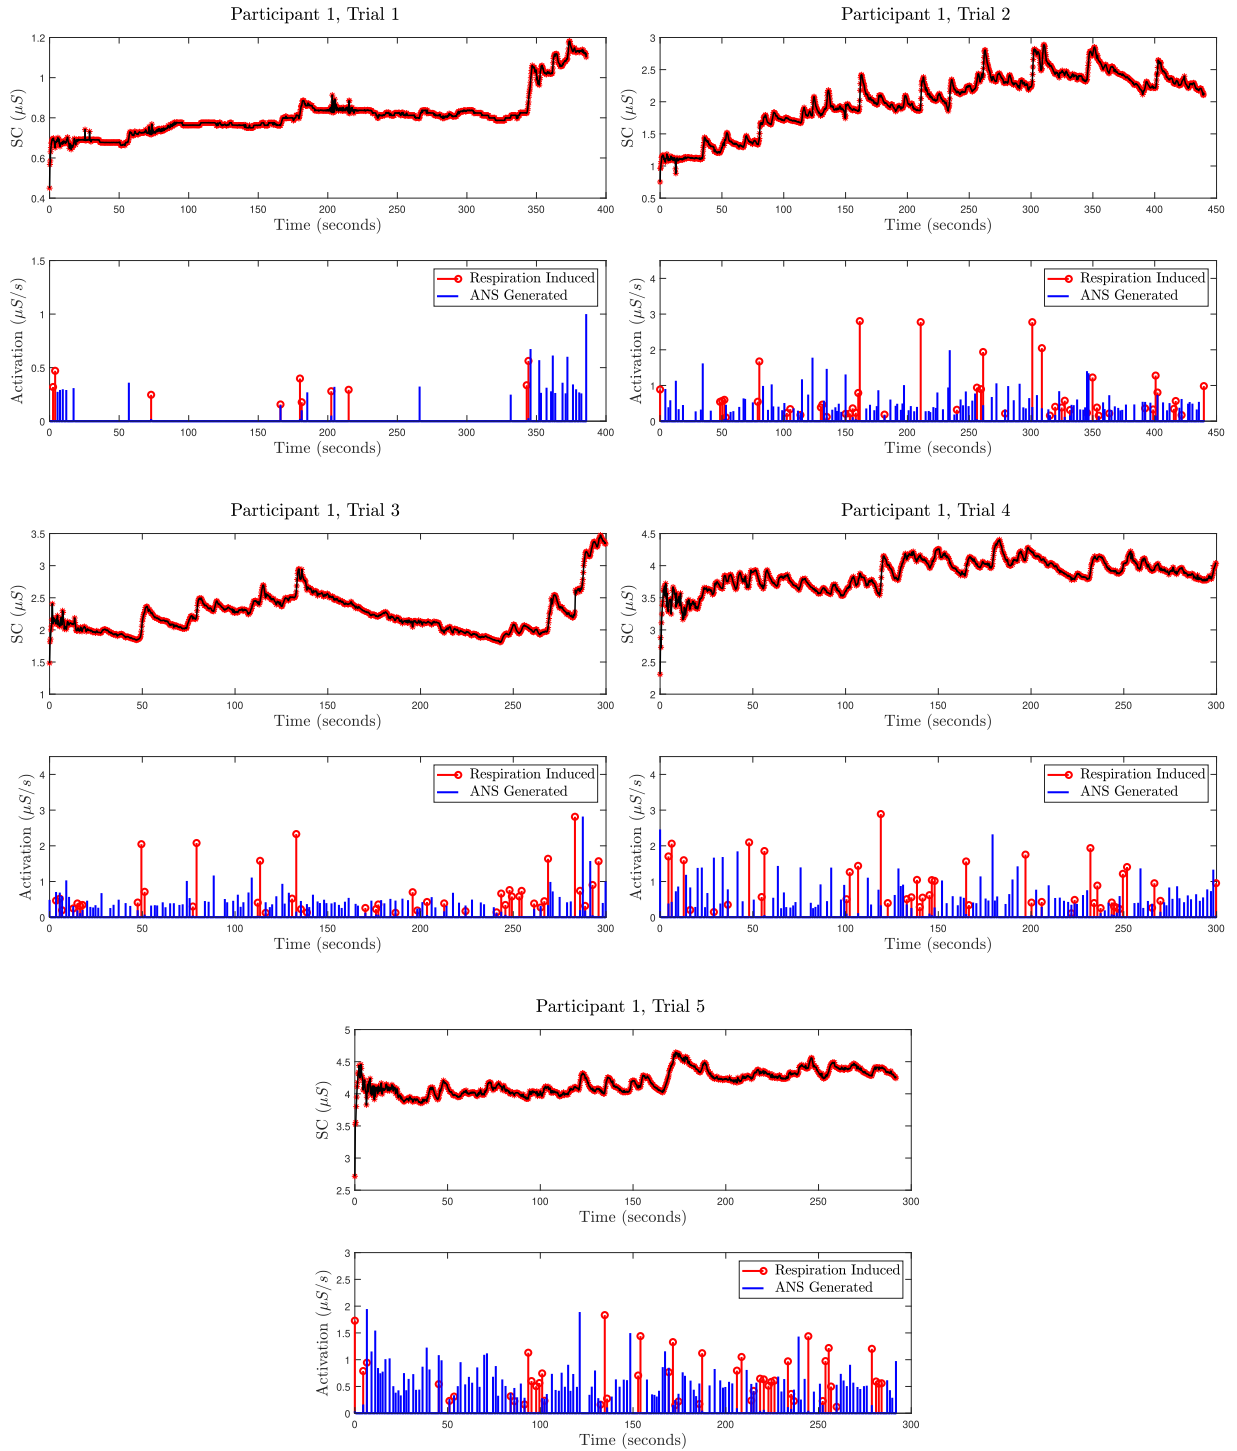 Participant 1, Trial 1
SC (μS)
1.2
1
0.8
0.6
0.4
0 50 100 150 200 250 300 350 400
Time (seconds)
Activation (μS/s)
1.5
1
0.5
0
Respiration Induced
ANS Generated
0 50 100 150 200 250 300 350 400
Time (seconds)
Participant 1, Trial 2
SC (μS)
3
2.5
2
1.5
1
0.5
0 50 100 150 200 250 300 350 400 450
Time (seconds)
Activation (μS/s)
4
3
2
1
0
Respiration Induced
ANS Generated
0 50 100 150 200 250 300 350 400 450
Time (seconds)
Participant 1, Trial 3
SC (μS)
3.5
3
2.5
2
1.5
1
0 50 100 150 200 250 300
Time (seconds)
Activation (μS/s)
4
3
2
1
0
Respiration Induced
ANS Generated
0 50 100 150 200 250 300
Time (seconds)
Participant 1, Trial 4
SC (μS)
4.5
4
3.5
3
2.5
2
0 50 100 150 200 250 300
Time (seconds)
Activation (μS/s)
4
3
2
1
0
Respiration Induced
ANS Generated
0 50 100 150 200 250 300
Time (seconds)
Participant 1, Trial 5
SC (μS)
5
4.5
4
3.5
3
2.5
0 50 100 150 200 250 300
Time (seconds)
Activation (μS/s)
3
2.5
2
1.5
1
0.5
0
Respiration Induced
ANS Generated
0 50 100 150 200 250 300
Time (seconds)